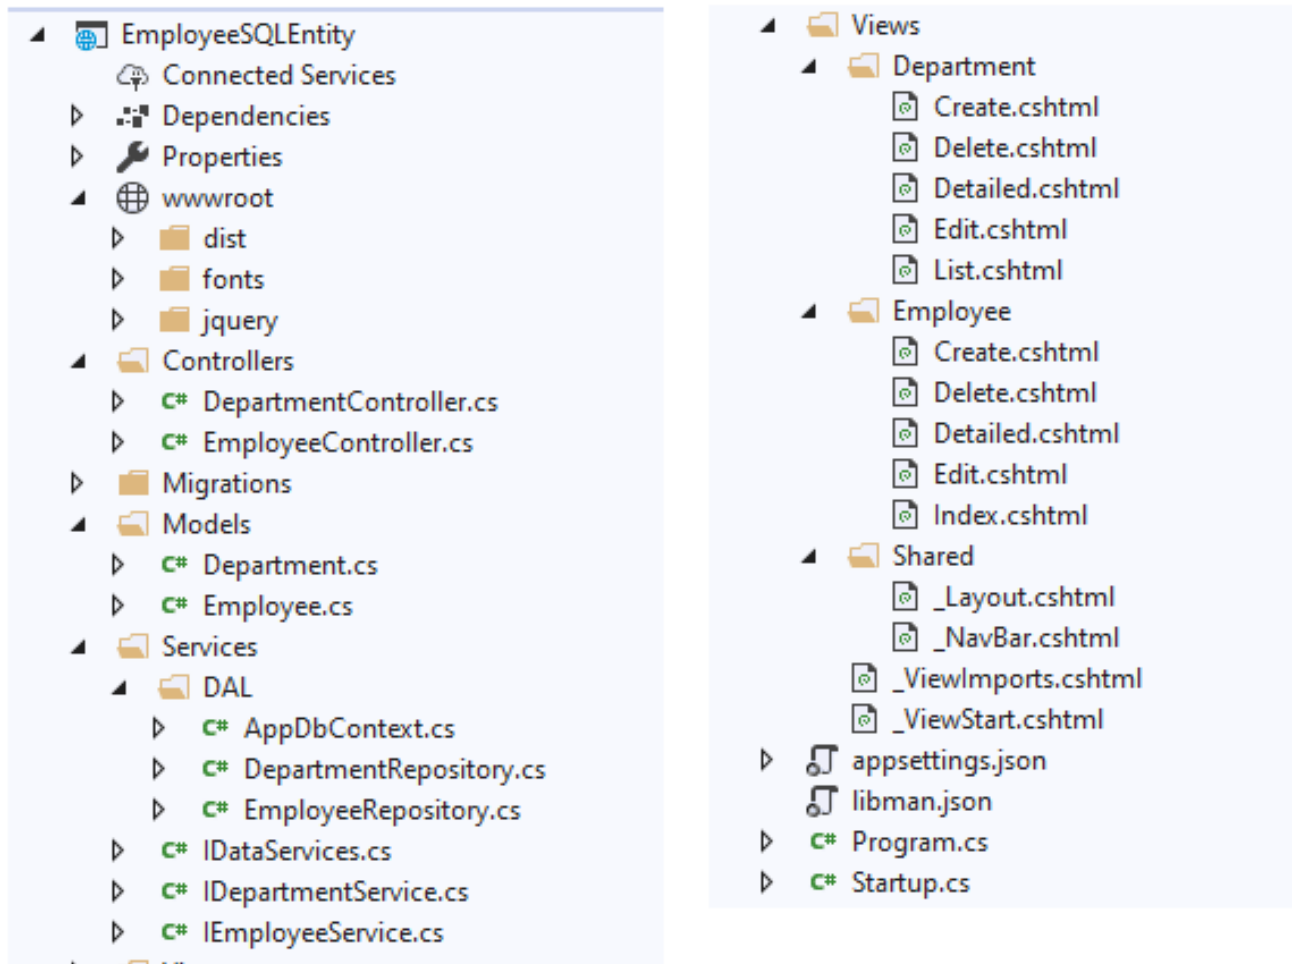 EmployeeSQLEntity
Connected Services
Dependencies
Properties
wwwroot
dist
fonts
jquery
Controllers
C# DepartmentController.cs
C# EmployeeController.cs
Migrations
Models
C# Department.cs
C# Employee.cs
Services
DAL
C# AppDbContext.cs
C# DepartmentRepository.cs
C# EmployeeRepository.cs
C# IDataServices.cs
C# IDepartmentService.cs
C# IEmployeeService.cs
Views
Department
Create.cshtml
Delete.cshtml
Detailed.cshtml
Edit.cshtml
List.cshtml
Employee
Create.cshtml
Delete.cshtml
Detailed.cshtml
Edit.cshtml
Index.cshtml
Shared
_Layout.cshtml
_NavBar.cshtml
_ViewImports.cshtml
_ViewStart.cshtml
appsettings.json
libman.json
C# Program.cs
C# Startup.cs